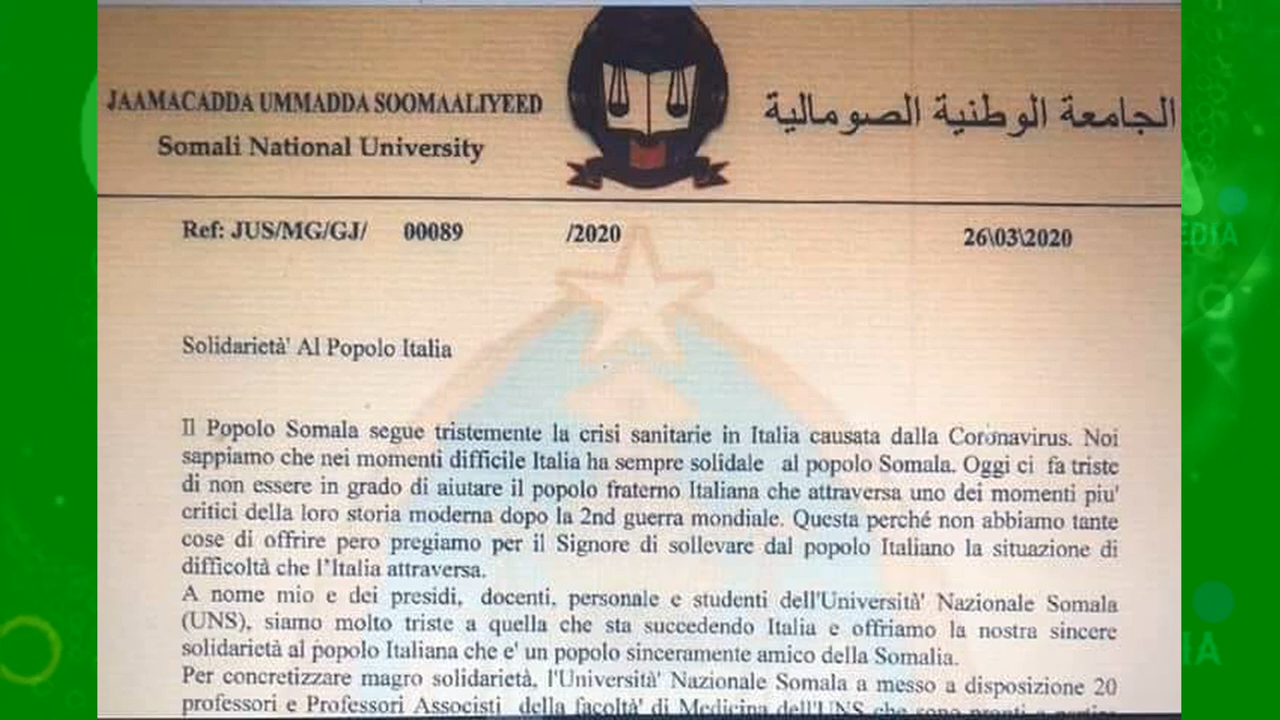 JAAMACADDA UMMADDA SOOMAALIYEED
Somali National University
الجامعة الوطنية الصومالية
Ref: JUS/MG/GJ/ 00089 /2020
26\03\2020
Solidarietà' Al Popolo Italia
Il Popolo Somala segue tristemente la crisi sanitarie in Italia causata dalla Coronavirus. Noi
sappiamo che nei momenti difficile Italia ha sempre solidale al popolo Somala. Oggi ci fa triste
di non essere in grado di aiutare il popolo fraterno Italiana che attraversa uno dei momenti piu'
critici della loro storia moderna dopo la 2nd guerra mondiale. Questa perché non abbiamo tante
cose di offrire pero pregiamo per il Signore di sollevare dal popolo Italiano la situazione di
difficoltà che l'Italia attraversa.
A nome mio e dei presidi, docenti, personale e studenti dell'Università' Nazionale Somala
(UNS), siamo molto triste a quella che sta succedendo Italia e offriamo la nostra sincere
solidarietà al popolo Italiana che e' un popolo sinceramente amico della Somalia.
Per concretizzare magro solidarietà, l'Università' Nazionale Somala a messo a disposizione 20
professori e Professori Associsti della facoltà' di Medicina dell'UNS che sono pronti a partire
EDIA
IA